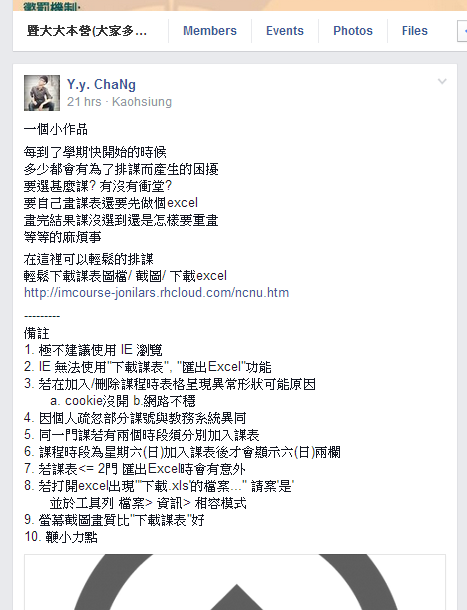 懲罰機制:
暨大大本營(大家多... Members Events Photos Files
Y.y. ChaNg
21 hrs · Kaohsiung
一個小作品
每到了學期快開始的時候
多少都會有為了排課而產生的困擾
要選甚麼課? 有沒有衝堂?
要自己畫課表還要先做個excel
畫完結果課沒選到還是怎樣要重畫
等等的麻煩事
在這裡可以輕鬆的排課
輕鬆下載課表圖檔/ 截圖/ 下載excel
http://imcourse-jonilars.rhcloud.com/ncnu.htm
---------
備註
1. 極不建議使用 IE 瀏覽
2. IE 無法使用"下載課表", "匯出Excel"功能
3. 若在加入/刪除課程時表格呈現異常形狀可能原因
a. cookie沒開 b.網路不穩
4. 因個人疏忽部分課號與教務系統異同
5. 同一門課若有兩個時段須分別加入課表
6. 課程時段為星期六(日)加入課表後才會顯示六(日)兩欄
7. 若課表<= 2門 匯出Excel時會有意外
8. 若打開excel出現"'下載.xls'的檔案..." 請案'是'
並於工具列 檔案> 資訊> 相容模式
9. 螢幕截圖畫質比"下載課表"好
10. 鞭小力點